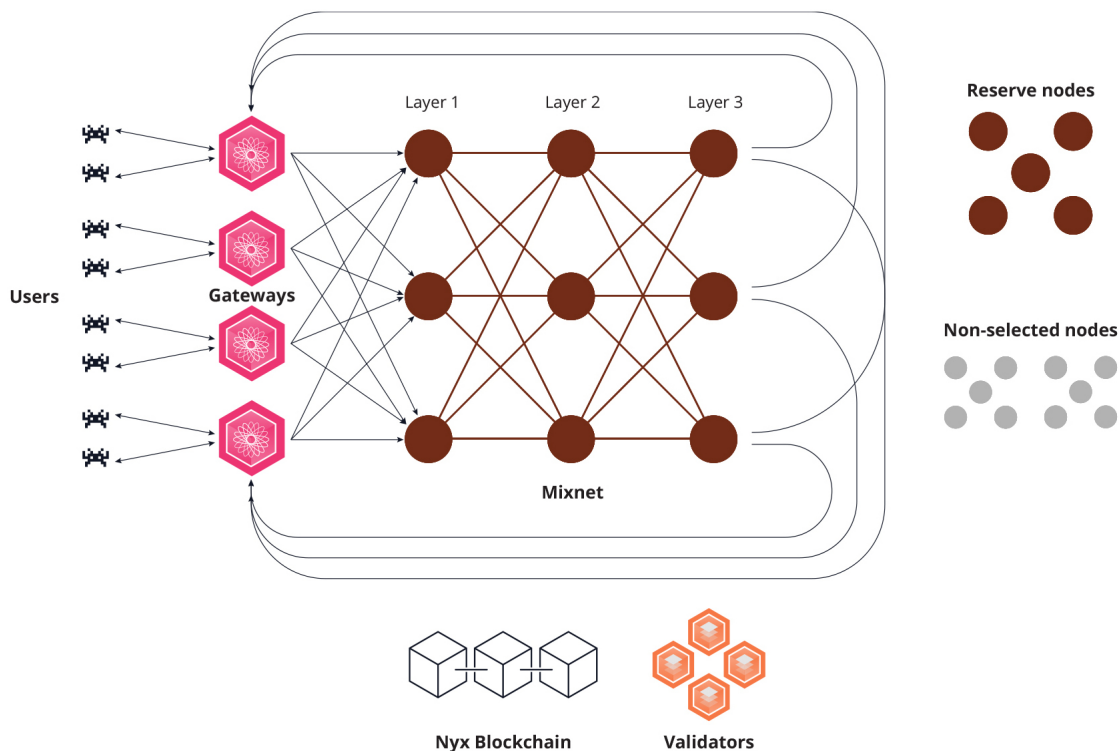 Layer 1
Layer 2
Layer 3
Reserve nodes
Users
Gateways
Non-selected nodes
Mixnet
Nyx Blockchain
Validators